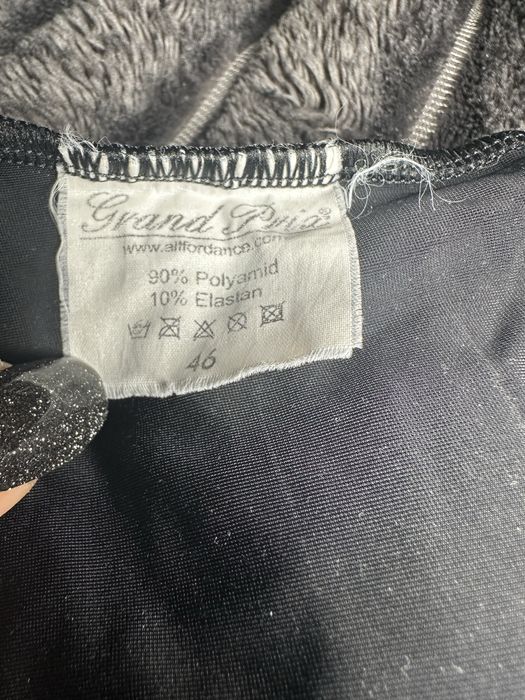 Grand Prix®
www.allfordance.com
90% Polyamid
10% Elastan
46